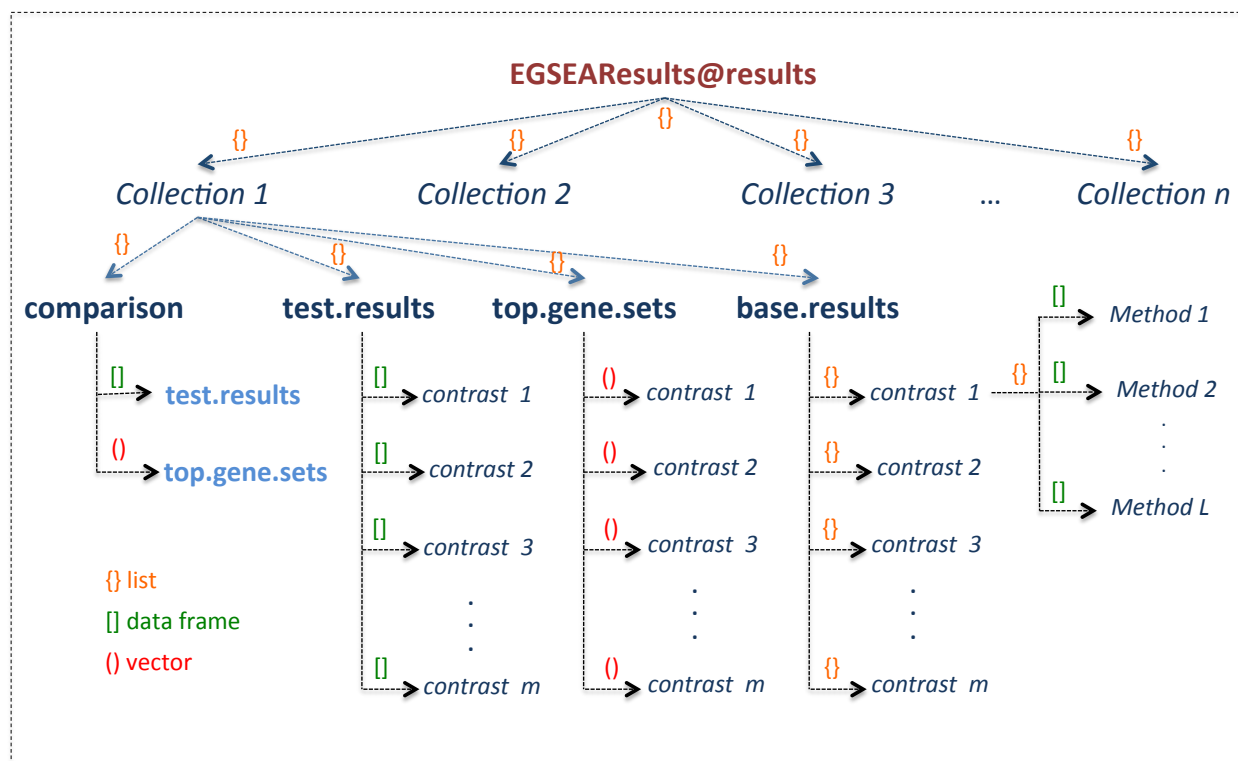 EGSEAResults@results
{} {} {} {} {}
Collection 1 Collection 2 Collection 3 ... Collection n
{} {} {} {}
comparison test.results top.gene.sets base.results
[] Method 1
[] test.results [] contrast 1 () contrast 1 {} contrast 1 {} [] Method 2
() top.gene.sets [] contrast 2 () contrast 2 {} contrast 2 [] Method L
[] contrast 3 () contrast 3 {} contrast 3
{} list
[] data frame
() vector
[] contrast m () contrast m {} contrast m